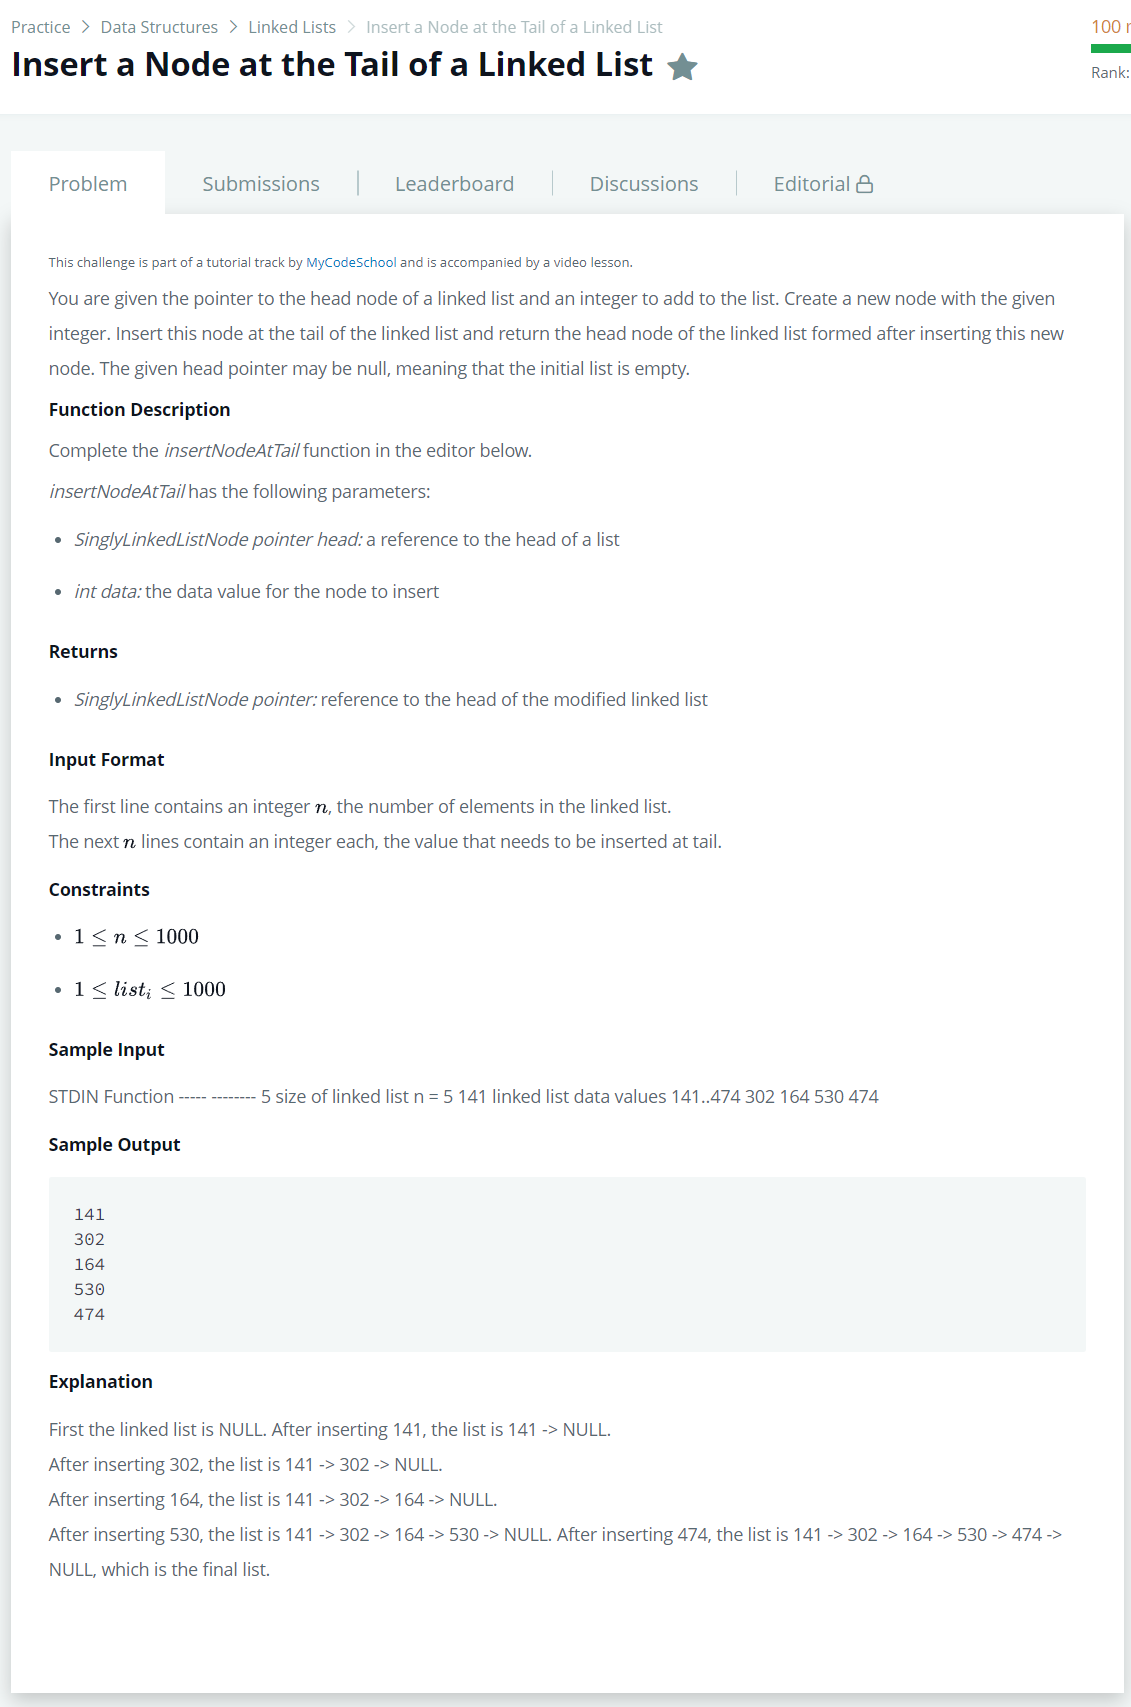 Practice > Data Structures > Linked Lists > Insert a Node at the Tail of a Linked List
100
Insert a Node at the Tail of a Linked List
Rank:
Problem
Submissions
Leaderboard
Discussions
Editorial
This challenge is part of a tutorial track by MyCodeSchool and is accompanied by a video lesson.
You are given the pointer to the head node of a linked list and an integer to add to the list. Create a new node with the given
integer. Insert this node at the tail of the linked list and return the head node of the linked list formed after inserting this new
node. The given head pointer may be null, meaning that the initial list is empty.
Function Description
Complete the insertNodeAtTail function in the editor below.
insertNodeAtTail has the following parameters:
• SinglyLinkedListNode pointer head: a reference to the head of a list
• int data: the data value for the node to insert
Returns
• SinglyLinkedListNode pointer: reference to the head of the modified linked list
Input Format
The first line contains an integer n, the number of elements in the linked list.
The next n lines contain an integer each, the value that needs to be inserted at tail.
Constraints
• 1 ≤ n ≤ 1000
• 1 ≤ listᵢ ≤ 1000
Sample Input
STDIN Function ----- -------- 5 size of linked list n = 5 141 linked list data values 141..474 302 164 530 474
Sample Output
141
302
164
530
474
Explanation
First the linked list is NULL. After inserting 141, the list is 141 -> NULL.
After inserting 302, the list is 141 -> 302 -> NULL.
After inserting 164, the list is 141 -> 302 -> 164 -> NULL.
After inserting 530, the list is 141 -> 302 -> 164 -> 530 -> NULL. After inserting 474, the list is 141 -> 302 -> 164 -> 530 -> 474 ->
NULL, which is the final list.